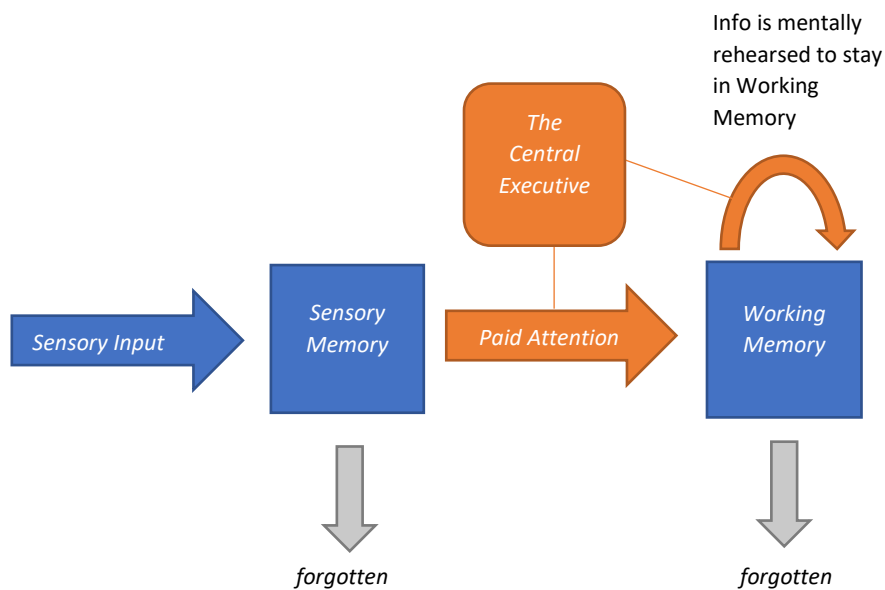 Info is mentally
rehearsed to stay
in Working
Memory
The
Central
Executive
Sensory Input
Sensory
Memory
Paid Attention
Working
Memory
forgotten
forgotten